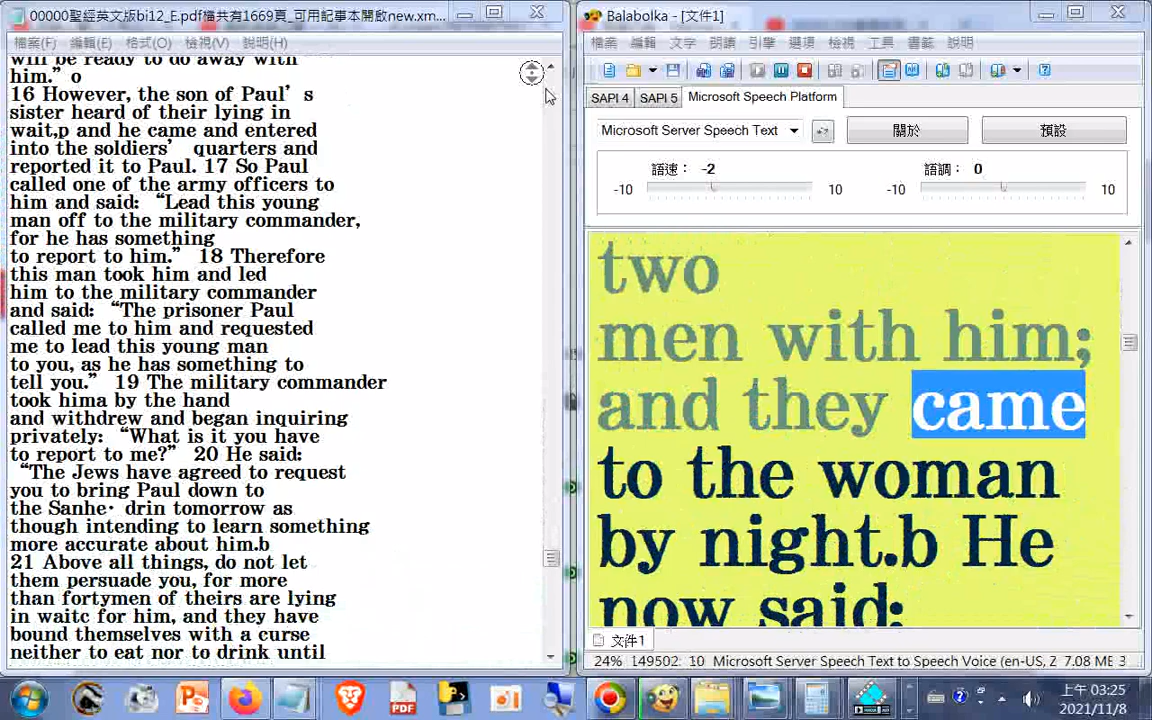 00000聖經英文版bi12_E.pdf檔共有1669頁_可用記事本開啟new.xm...
檔案(F) 編輯(E) 格式(O) 檢視(V) 說明(H)
will be ready to do away with
him.” o
16 However, the son of Paul’ s
sister heard of their lying in
wait,p and he came and entered
into the soldiers’ quarters and
reported it to Paul. 17 So Paul
called one of the army officers to
him and said: “Lead this young
man off to the military commander,
for he has something
to report to him.” 18 Therefore
this man took him and led
him to the military commander
and said: “The prisoner Paul
called me to him and requested
me to lead this young man
to you, as he has something to
tell you.” 19 The military commander
took hima by the hand
and withdrew and began inquiring
privately: “What is it you have
to report to me?” 20 He said:
“The Jews have agreed to request
you to bring Paul down to
the Sanhe· drin tomorrow as
though intending to learn something
more accurate about him.b
21 Above all things, do not let
them persuade you, for more
than fortymen of theirs are lying
in waitc for him, and they have
bound themselves with a curse
neither to eat nor to drink until
Balabolka - [文件1]
檔案 編輯 文字 朗讀 引擎 選項 檢視 工具 書籤 說明
SAPI 4 SAPI 5 Microsoft Speech Platform
Microsoft Server Speech Text 關於 預設
語速: -2 語調: 0
-10 10 -10 10
two
men with him;
and they came
to the woman
by night.b He
now said:
文件1
24% 149502: 10 Microsoft Server Speech Text to Speech Voice (en-US, Z 7.08 ME 3
PDF
上午 03:25
2021/11/8